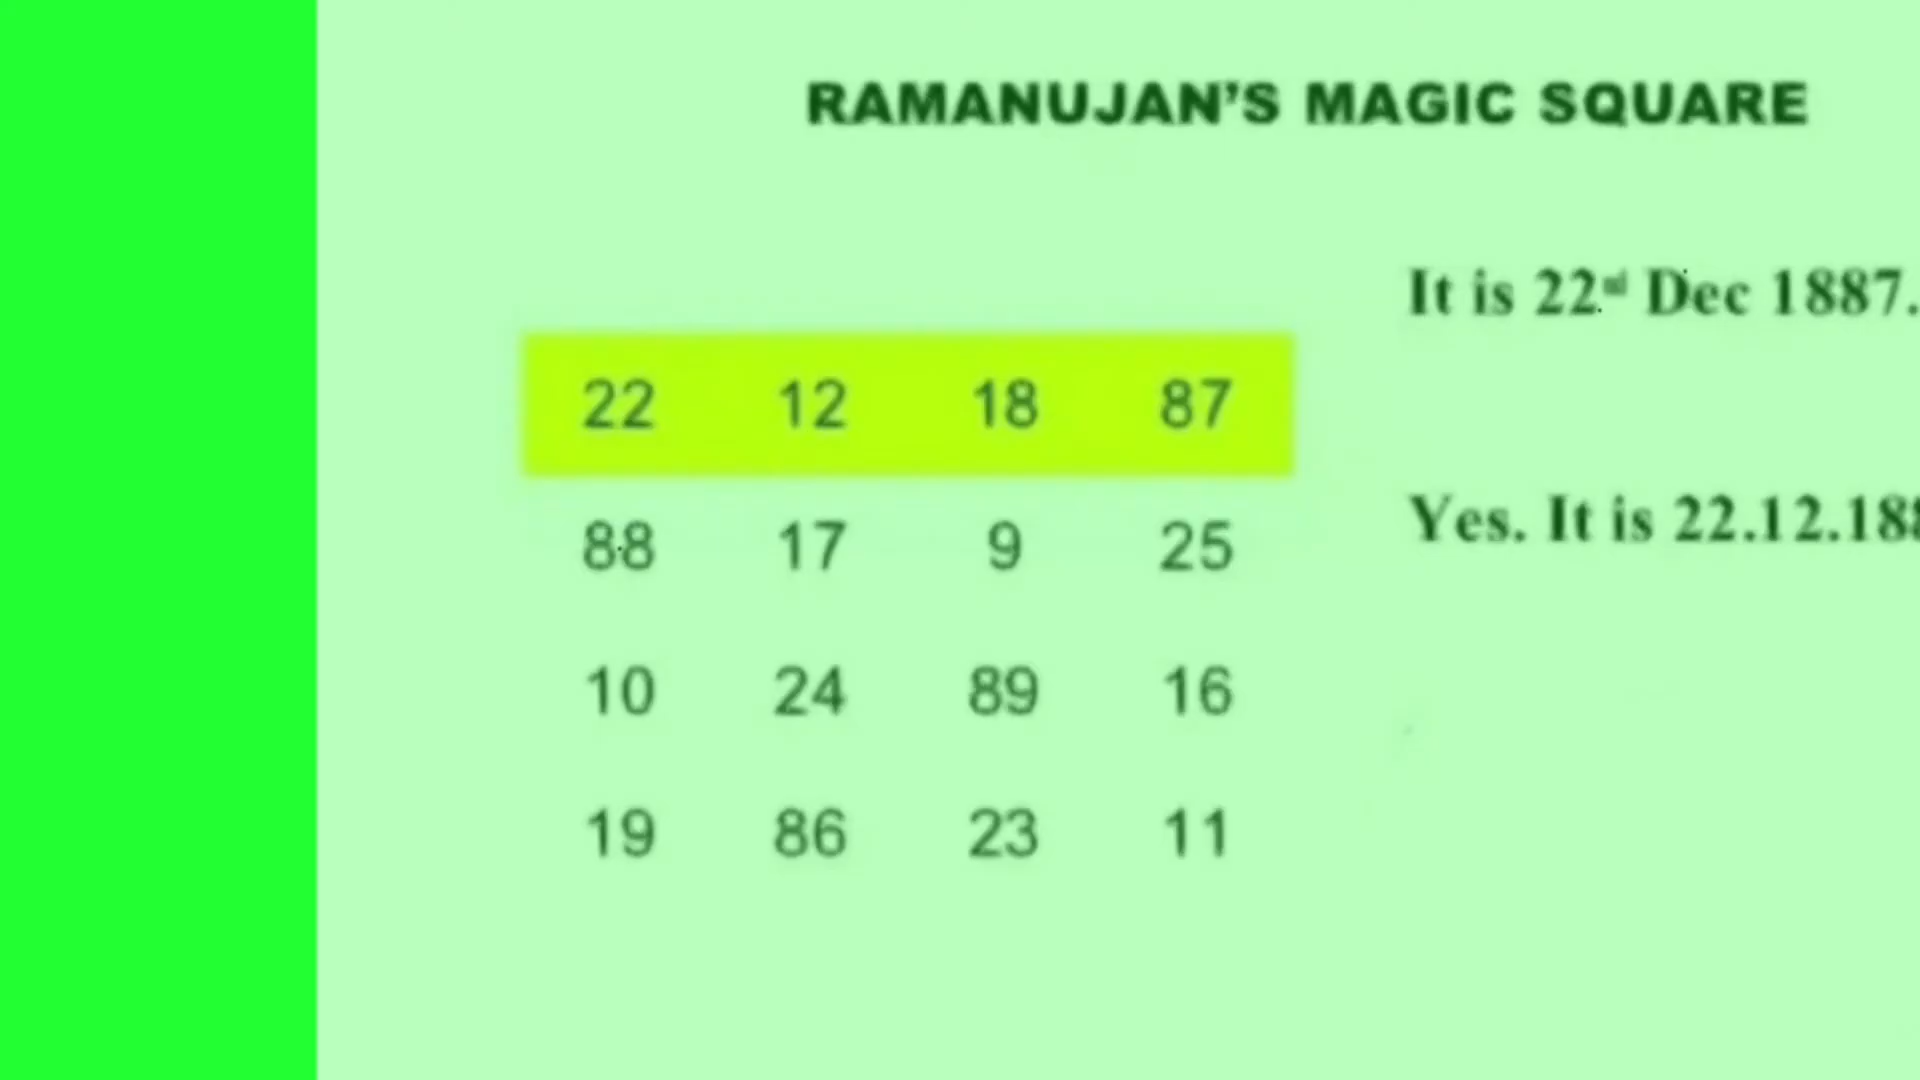 RAMANUJAN'S MAGIC SQUARE
It is 22nd Dec 1887.
22 12 18 87
88 17 9 25
Yes. It is 22.12.188
10 24 89 16
19 86 23 11